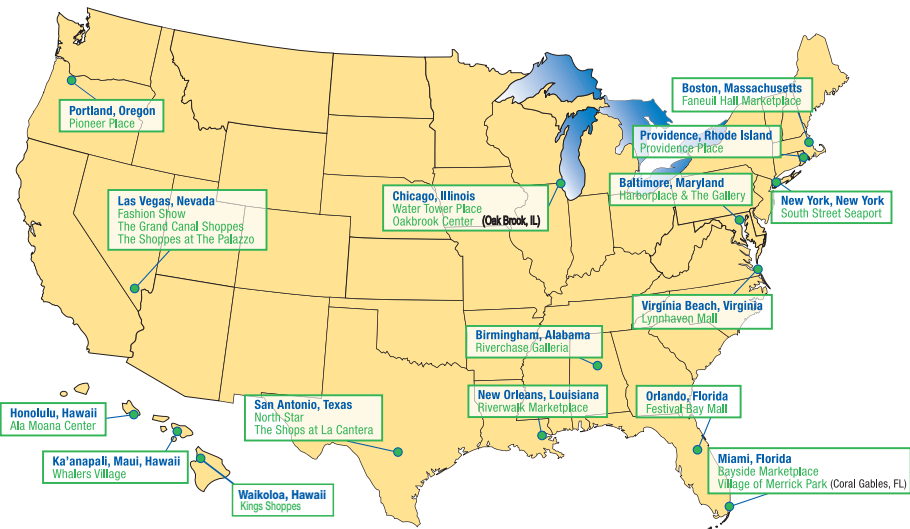 Portland, Oregon
Pioneer Place
Las Vegas, Nevada
Fashion Show
The Grand Canal Shoppes
The Shoppes at The Palazzo
Chicago, Illinois
Water Tower Place
Oakbrook Center (Oak Brook, IL)
Boston, Massachusetts
Faneuil Hall Marketplace
Providence, Rhode Island
Providence Place
Baltimore, Maryland
Harborplace & The Gallery
New York, New York
South Street Seaport
Virginia Beach, Virginia
Lynnhaven Mall
Birmingham, Alabama
Riverchase Galleria
New Orleans, Louisiana
Riverwalk Marketplace
Orlando, Florida
Festival Bay Mall
San Antonio, Texas
North Star
The Shops at La Cantera
Honolulu, Hawaii
Ala Moana Center
Ka'anapali, Maui, Hawaii
Whalers Village
Waikoloa, Hawaii
Kings Shoppes
Miami, Florida
Bayside Marketplace
Village of Merrick Park (Coral Gables, FL)